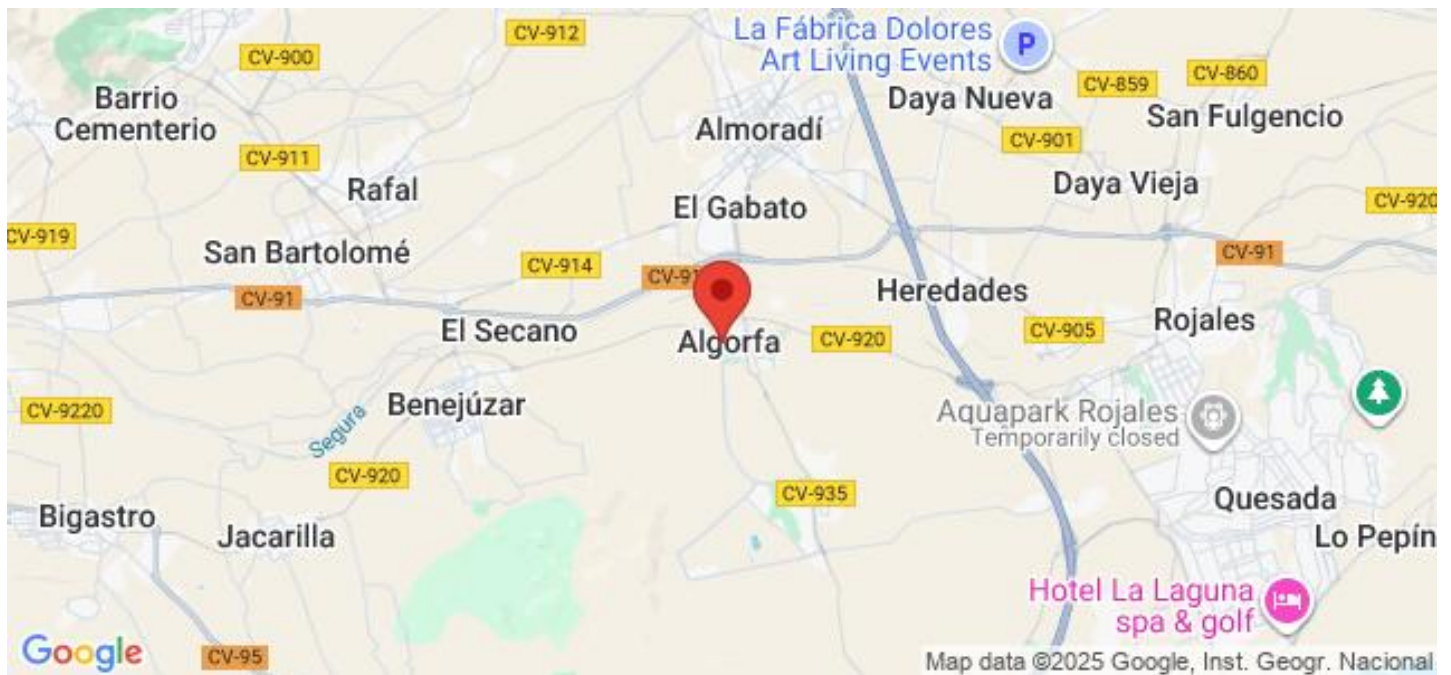 CV-912
La Fábrica Dolores
Art Living Events
P
CV-900
CV-859
CV-860
Barrio
Cementerio
Daya Nueva
San Fulgencio
Almoradí
CV-901
CV-911
Rafal
Daya Vieja
El Gabato
CV-920
CV-919
San Bartolomé
CV-914
CV-91
CV-91
Heredades
CV-91
El Secano
Algorfa
CV-920
CV-905
Rojales
CV-9220
Benejúzar
Segura
Aquapark Rojales
Temporarily closed
CV-920
CV-935
Quesada
Bigastro
Jacarilla
Lo Pepín
Hotel La Laguna
spa & golf
Google
CV-95
Map data ©2025 Google, Inst. Geogr. Nacional